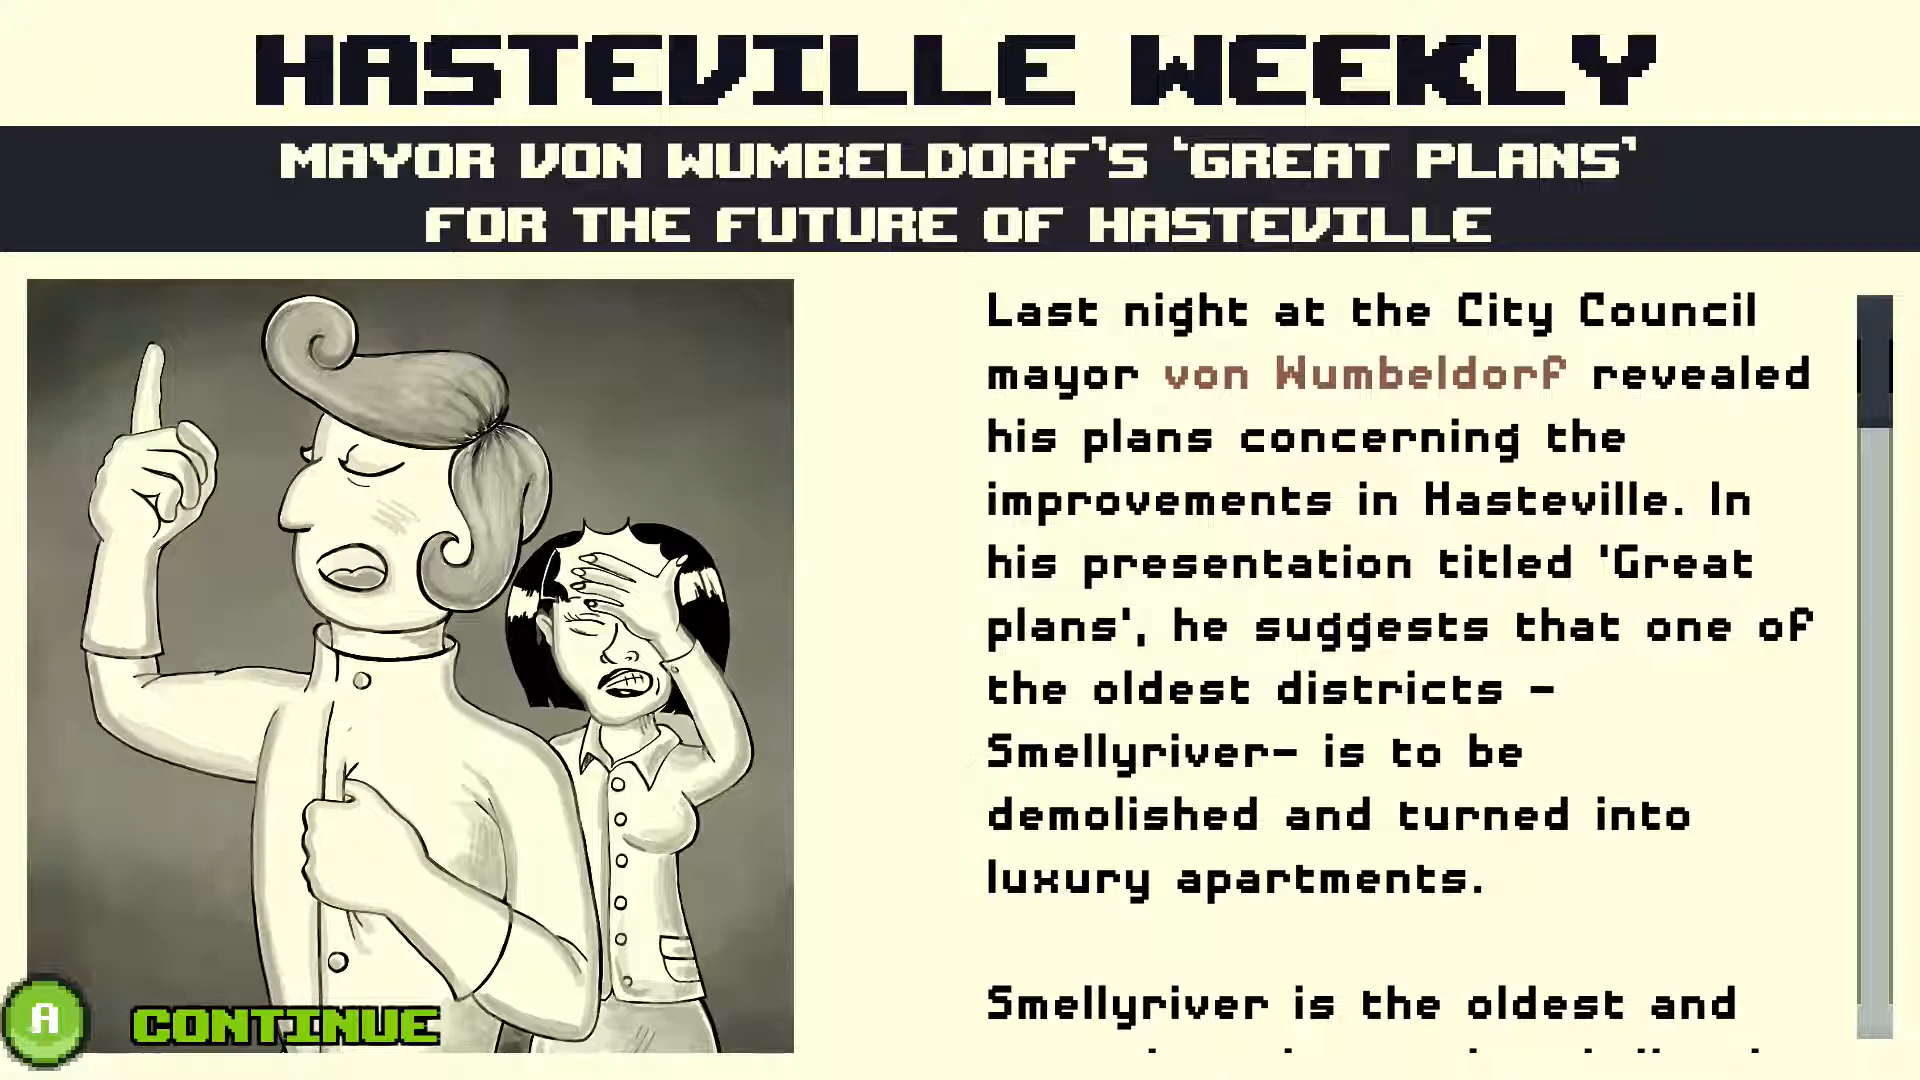 HASTEVILLE WEEKLY
MAYOR VON WUMBELDORF'S 'GREAT PLANS'
FOR THE FUTURE OF HASTEVILLE
Last night at the City Council
mayor von Wumbeldorf revealed
his plans concerning the
improvements in Hasteville. In
his presentation titled 'Great
plans', he suggests that one of
the oldest districts -
Smellyriver- is to be
demolished and turned into
luxury apartments.
Smellyriver is the oldest and
A CONTINUE